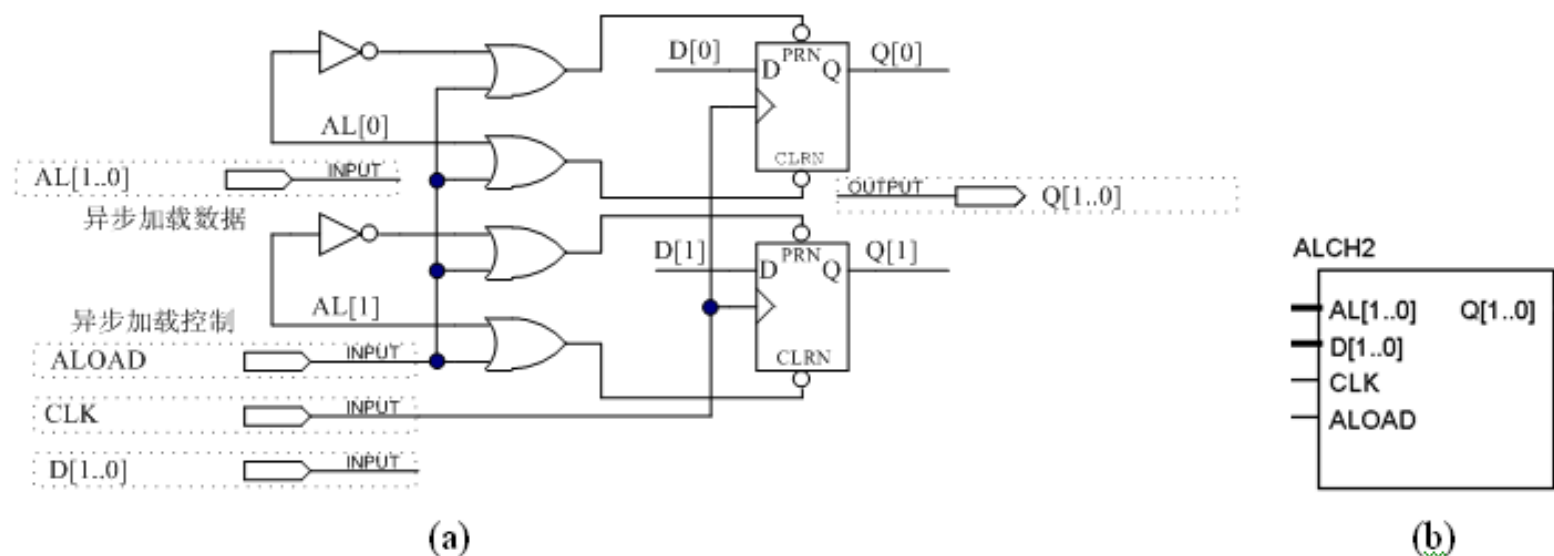 D[0]
PRN
Q[0]
D
Q
AL[0]
CLRN
AL[1..0]
INPUT
OUTPUT
Q[1..0]
异步加载数据
D[1]
PRN
Q[1]
D
Q
AL[1]
异步加载控制
CLRN
ALOAD
INPUT
CLK
INPUT
D[1..0]
INPUT
(a)
ALCH2
AL[1..0] Q[1..0]
D[1..0]
CLK
ALOAD
(b)